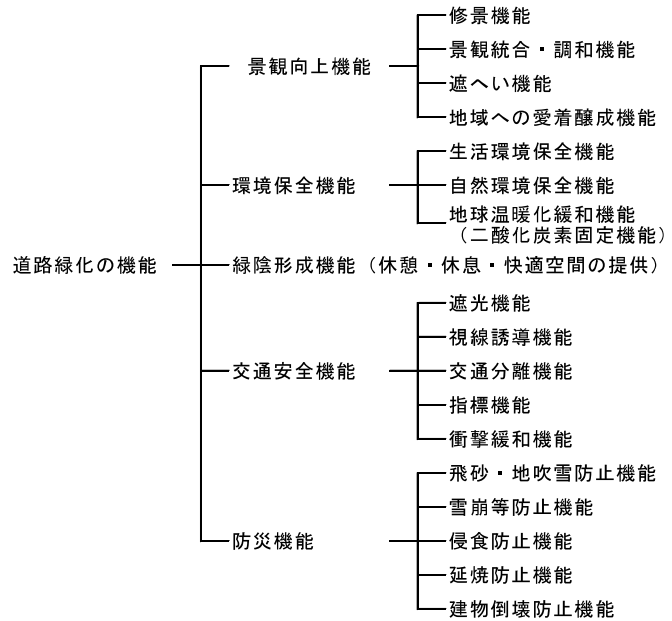 道路緑化の機能
景観向上機能
修景機能
景観統合・調和機能
遮へい機能
地域への愛着醸成機能
環境保全機能
生活環境保全機能
自然環境保全機能
地球温暖化緩和機能
（二酸化炭素固定機能）
緑陰形成機能（休憩・休息・快適空間の提供）
交通安全機能
遮光機能
視線誘導機能
交通分離機能
指標機能
衝撃緩和機能
防災機能
飛砂・地吹雪防止機能
雪崩等防止機能
侵食防止機能
延焼防止機能
建物倒壊防止機能